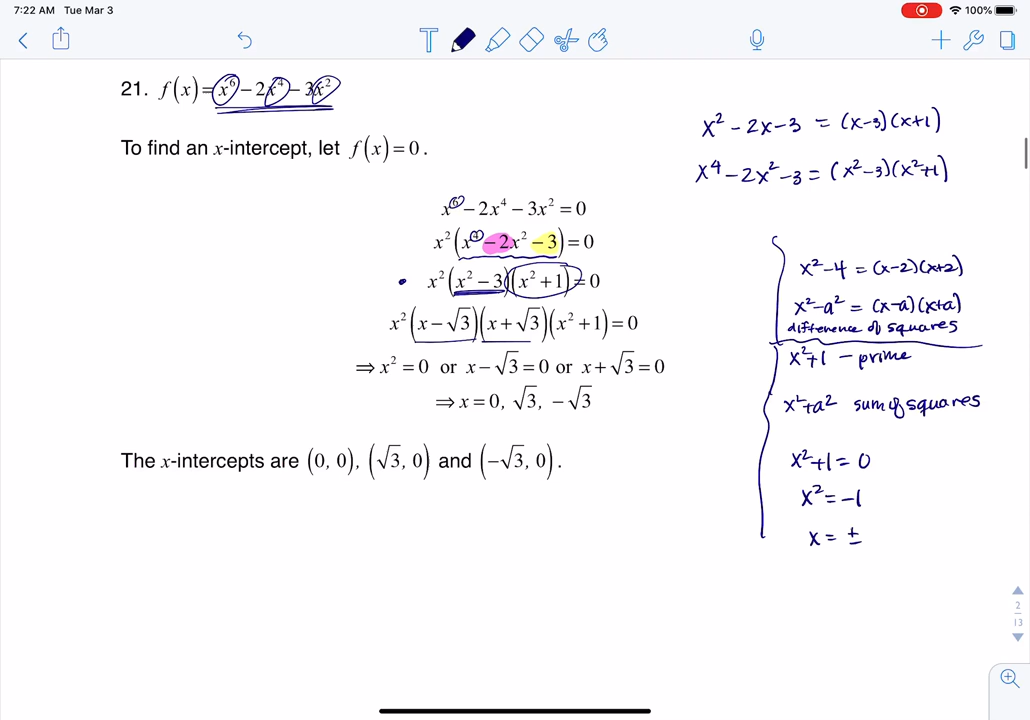 7:22 AM Tue Mar 3
100%
21. f(x) = x⁶ − 2x⁴ − 3x²
To find an x-intercept, let f(x) = 0.
x⁶ − 2x⁴ − 3x² = 0
x²(x⁴ − 2x² − 3) = 0
x²(x² − 3)(x² + 1) = 0
x²(x − √3)(x + √3)(x² + 1) = 0
⇒ x² = 0 or x − √3 = 0 or x + √3 = 0
⇒ x = 0, √3, − √3
The x-intercepts are (0, 0), (√3, 0) and (−√3, 0).
x² − 2x − 3 = (x−3)(x+1)
x⁴ − 2x² − 3 = (x²−3)(x²+1)
x² − 4 = (x−2)(x+2)
x² − a² = (x−a)(x+a)
difference of squares
x²+1 − prime
x²+a² sum of squares
x²+1 = 0
x² = −1
x = ±
2
13